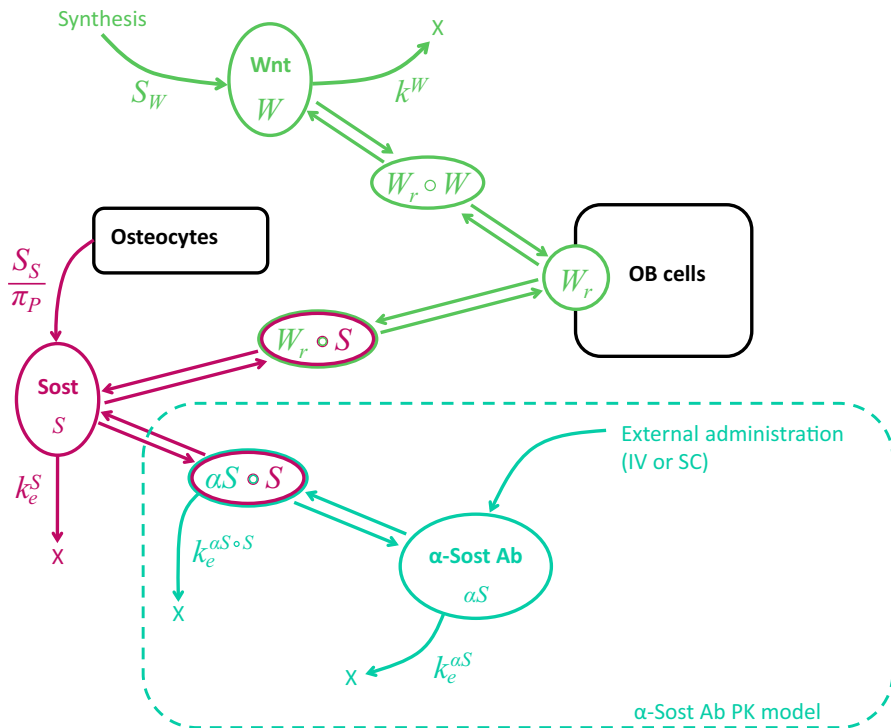 Synthesis
X
Wnt
S_W
W
k^W
W_r ∘ W
Osteocytes
S_S
π_P
OB cells
W_r
W_r ∘ S
Sost
S
External administration
(IV or SC)
αS ∘ S
k_e^S
k_e^{αS∘S}
α-Sost Ab
αS
X
X
k_e^{αS}
X
α-Sost Ab PK model